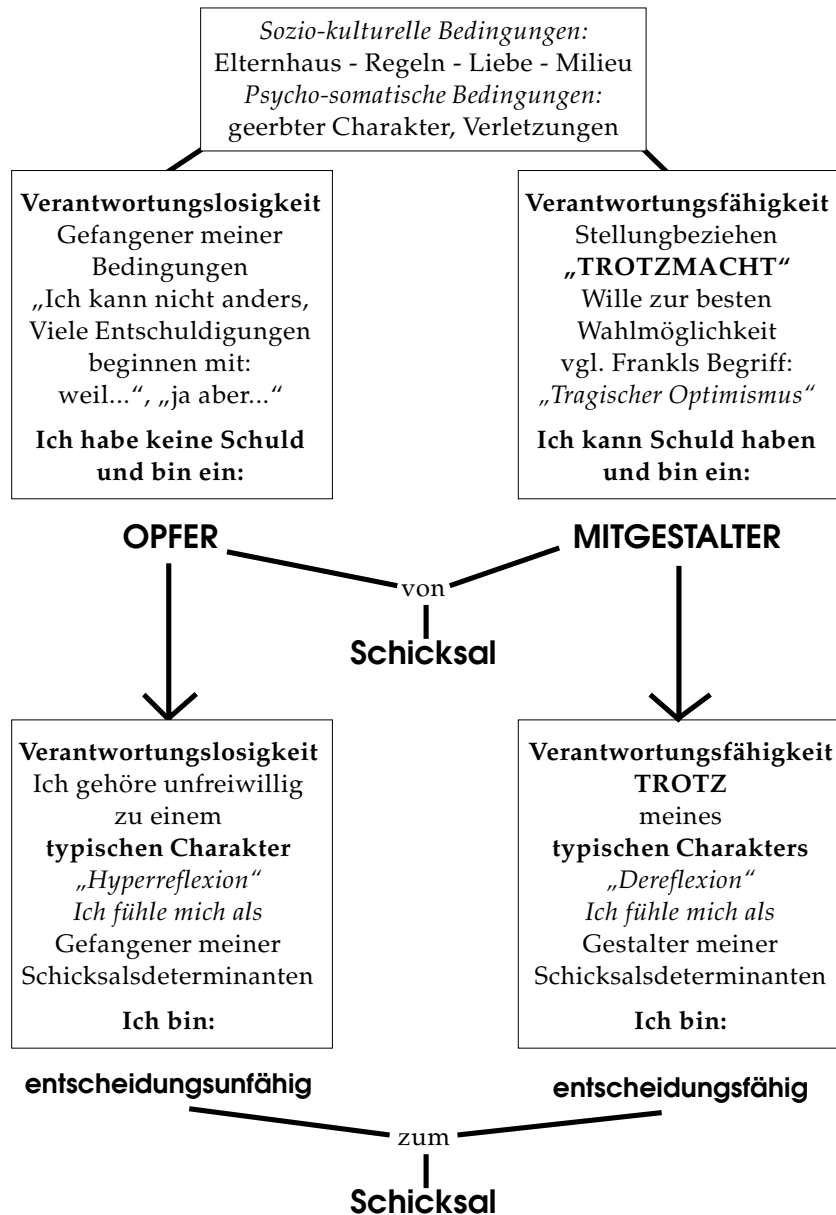 Sozio-kulturelle Bedingungen:
Elternhaus - Regeln - Liebe - Milieu
Psycho-somatische Bedingungen:
geerbter Charakter, Verletzungen
Verantwortungslosigkeit
Gefangener meiner
Bedingungen
„Ich kann nicht anders,
Viele Entschuldigungen
beginnen mit:
weil...“, „ja aber...“
Ich habe keine Schuld
und bin ein:
Verantwortungsfähigkeit
Stellungbeziehen
„TROTZMACHT“
Wille zur besten
Wahlmöglichkeit
vgl. Frankls Begriff:
„Tragischer Optimismus“
Ich kann Schuld haben
und bin ein:
OPFER
MITGESTALTER
von
Schicksal
Verantwortungslosigkeit
Ich gehöre unfreiwillig
zu einem
typischen Charakter
„Hyperreflexion“
Ich fühle mich als
Gefangener meiner
Schicksalsdeterminanten
Ich bin:
Verantwortungsfähigkeit
TROTZ
meines
typischen Charakters
„Dereflexion“
Ich fühle mich als
Gestalter meiner
Schicksalsdeterminanten
Ich bin:
entscheidungsunfähig
entscheidungsfähig
zum
Schicksal